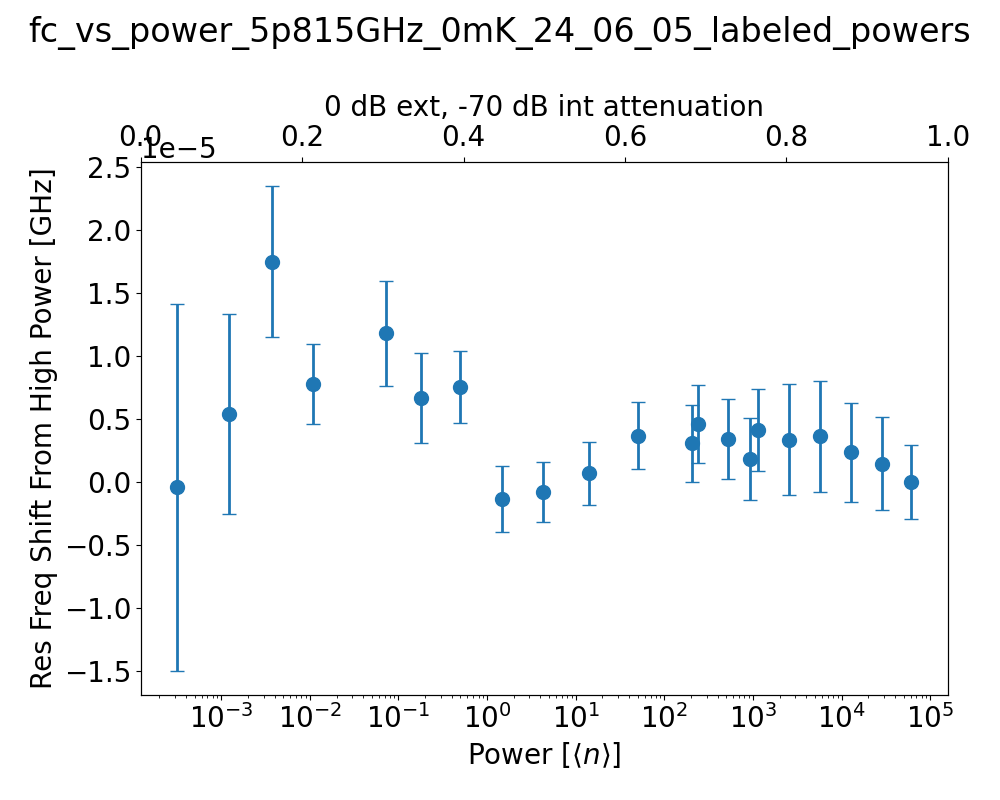 fc_vs_power_5p815GHz_0mK_24_06_05_labeled_powers
0 dB ext, -70 dB int attenuation
0.0 0.2 0.4 0.6 0.8 1.0
1e−5
2.5
2.0
1.5
1.0
0.5
0.0
−0.5
−1.0
−1.5
Res Freq Shift From High Power [GHz]
10⁻³ 10⁻² 10⁻¹ 10⁰ 10¹ 10² 10³ 10⁴ 10⁵
Power [⟨n⟩]